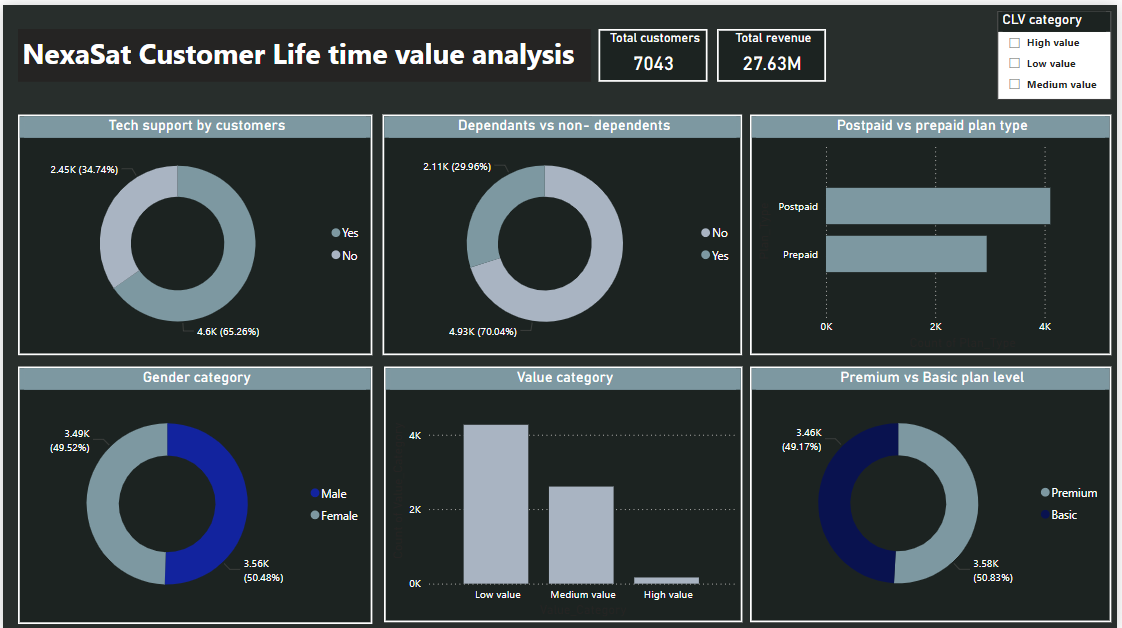 NexaSat Customer Life time value analysis
Total customers
7043
Total revenue
27.63M
CLV category
High value
Low value
Medium value
Tech support by customers
2.45K (34.74%)
4.6K (65.26%)
Yes
No
Dependants vs non- dependents
2.11K (29.96%)
4.93K (70.04%)
No
Yes
Postpaid vs prepaid plan type
Postpaid
Prepaid
0K
2K
4K
Gender category
3.49K
(49.52%)
3.56K
(50.48%)
Male
Female
Value category
4K
2K
0K
Low value
Medium value
High value
Premium vs Basic plan level
3.46K
(49.17%)
3.58K
(50.83%)
Premium
Basic